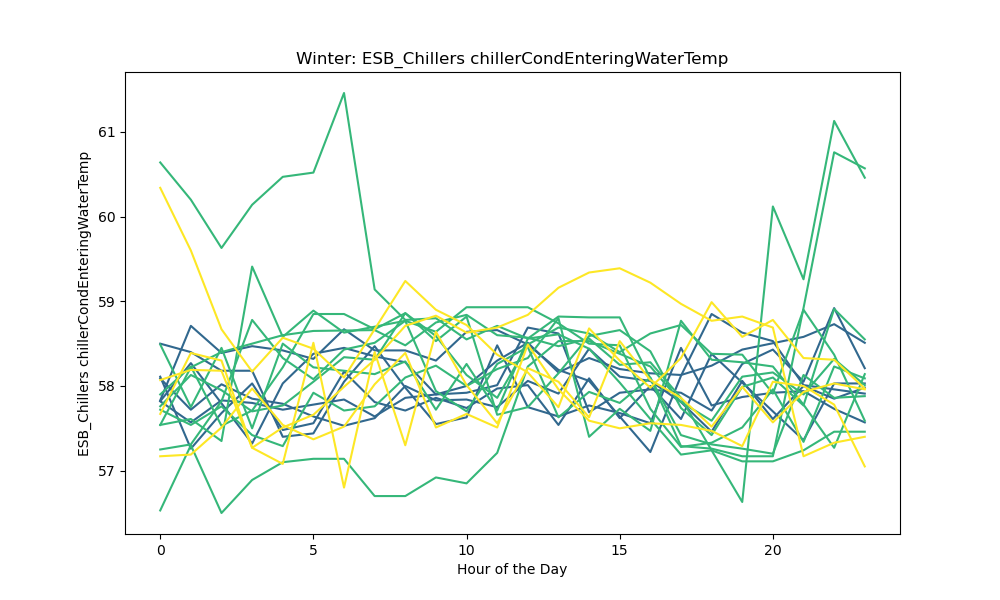 Winter: ESB_Chillers chillerCondEnteringWaterTemp
ESB_Chillers chillerCondEnteringWaterTemp
61
60
59
58
57
0 5 10 15 20
Hour of the Day